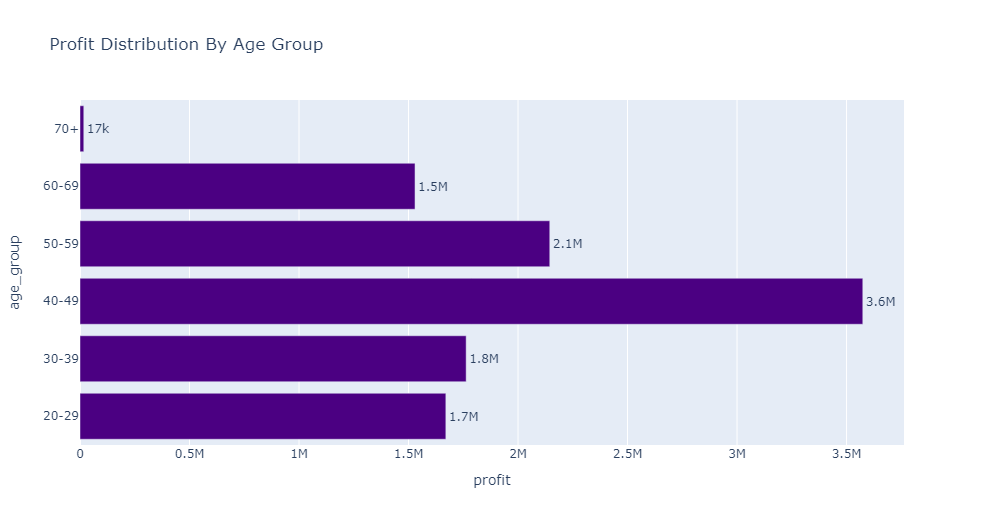 Profit Distribution By Age Group
age_group
70+ 17k
60-69 1.5M
50-59 2.1M
40-49 3.6M
30-39 1.8M
20-29 1.7M
0 0.5M 1M 1.5M 2M 2.5M 3M 3.5M
profit